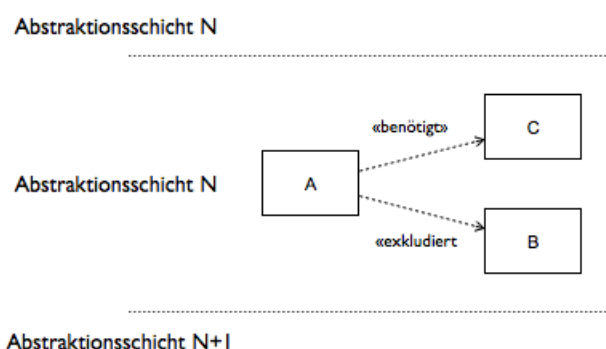 Abstraktionsschicht N
«benötigt»
C
Abstraktionsschicht N
A
«exkludiert
B
Abstraktionsschicht N+1